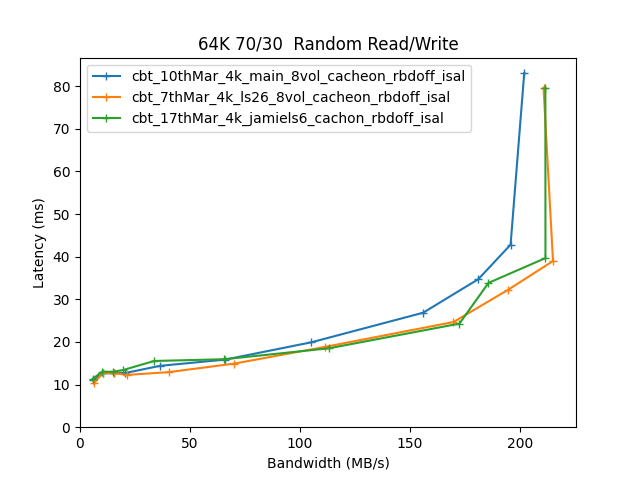 64K 70/30  Random Read/Write
cbt_10thMar_4k_main_8vol_cacheon_rbdoff_isal
cbt_7thMar_4k_ls26_8vol_cacheon_rbdoff_isal
cbt_17thMar_4k_jamiels6_cachon_rbdoff_isal
80
70
60
50
40
30
20
10
0
Latency (ms)
0 50 100 150 200
Bandwidth (MB/s)